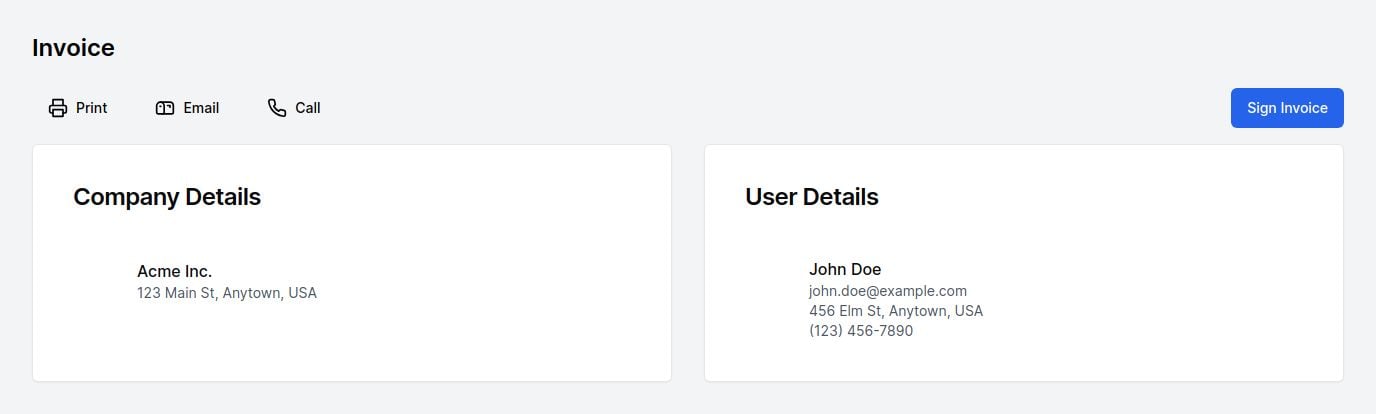 Invoice
Print
Email
Call
Sign Invoice
Company Details
Acme Inc.
123 Main St, Anytown, USA
User Details
John Doe
john.doe@example.com
456 Elm St, Anytown, USA
(123) 456-7890